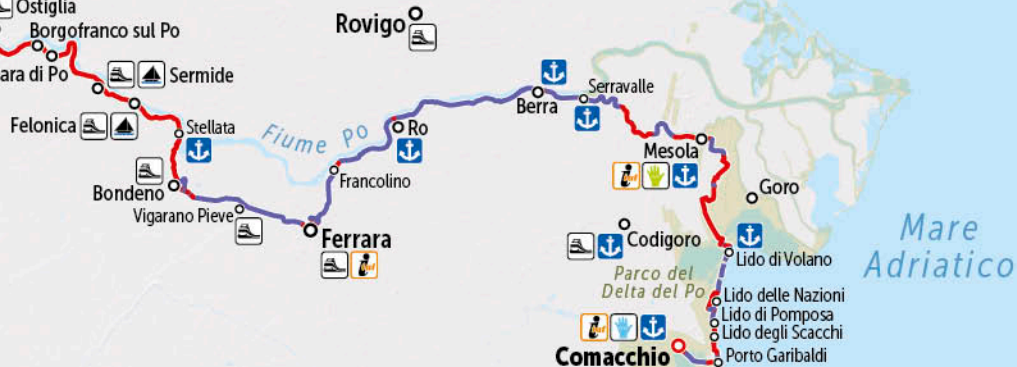 Ostiglia
Borgofranco sul Po
Rovigo
ara di Po
Sermide
Felonica
Stellata
Fiume Po
Berra
Serravalle
Ro
Mesola
Francolino
Bondeno
Vigarano Pieve
Goro
Ferrara
Codigoro
Mare
Adriatico
Lido di Volano
Parco del
Delta del Po
Lido delle Nazioni
Lido di Pomposa
Lido degli Scacchi
Comacchio
Porto Garibaldi